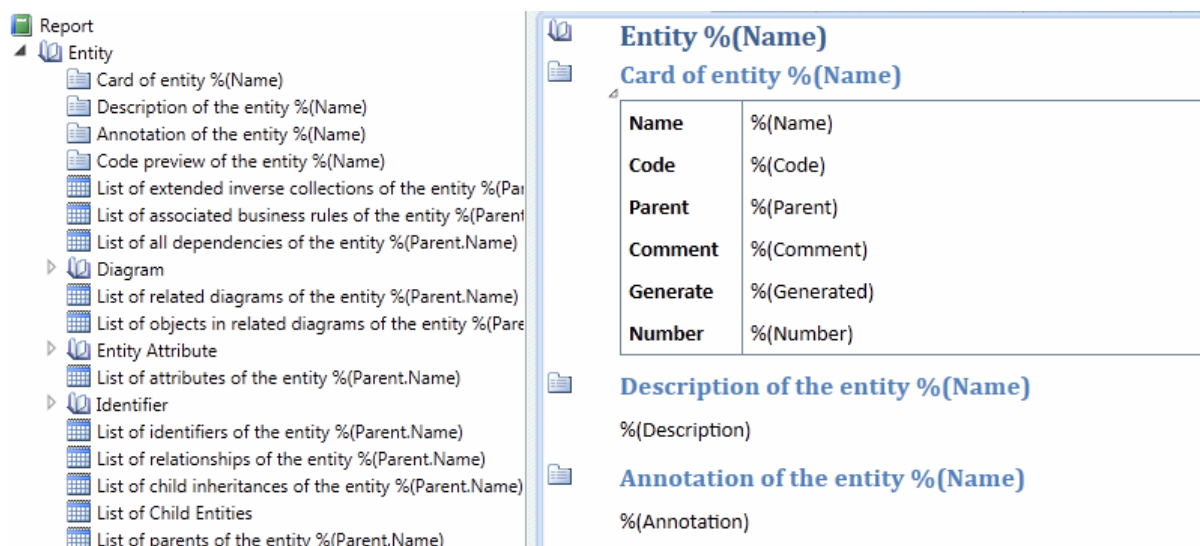 Report
Entity
Card of entity %(Name)
Description of the entity %(Name)
Annotation of the entity %(Name)
Code preview of the entity %(Name)
List of extended inverse collections of the entity %(Par
List of associated business rules of the entity %(Parent
List of all dependencies of the entity %(Parent.Name)
Diagram
List of related diagrams of the entity %(Parent.Name)
List of objects in related diagrams of the entity %(Pare
Entity Attribute
List of attributes of the entity %(Parent.Name)
Identifier
List of identifiers of the entity %(Parent.Name)
List of relationships of the entity %(Parent.Name)
List of child inheritances of the entity %(Parent.Name)
List of Child Entities
List of parents of the entity %(Parent.Name)
Entity %(Name)
Card of entity %(Name)
Name %(Name)
Code %(Code)
Parent %(Parent)
Comment %(Comment)
Generate %(Generated)
Number %(Number)
Description of the entity %(Name)
%(Description)
Annotation of the entity %(Name)
%(Annotation)